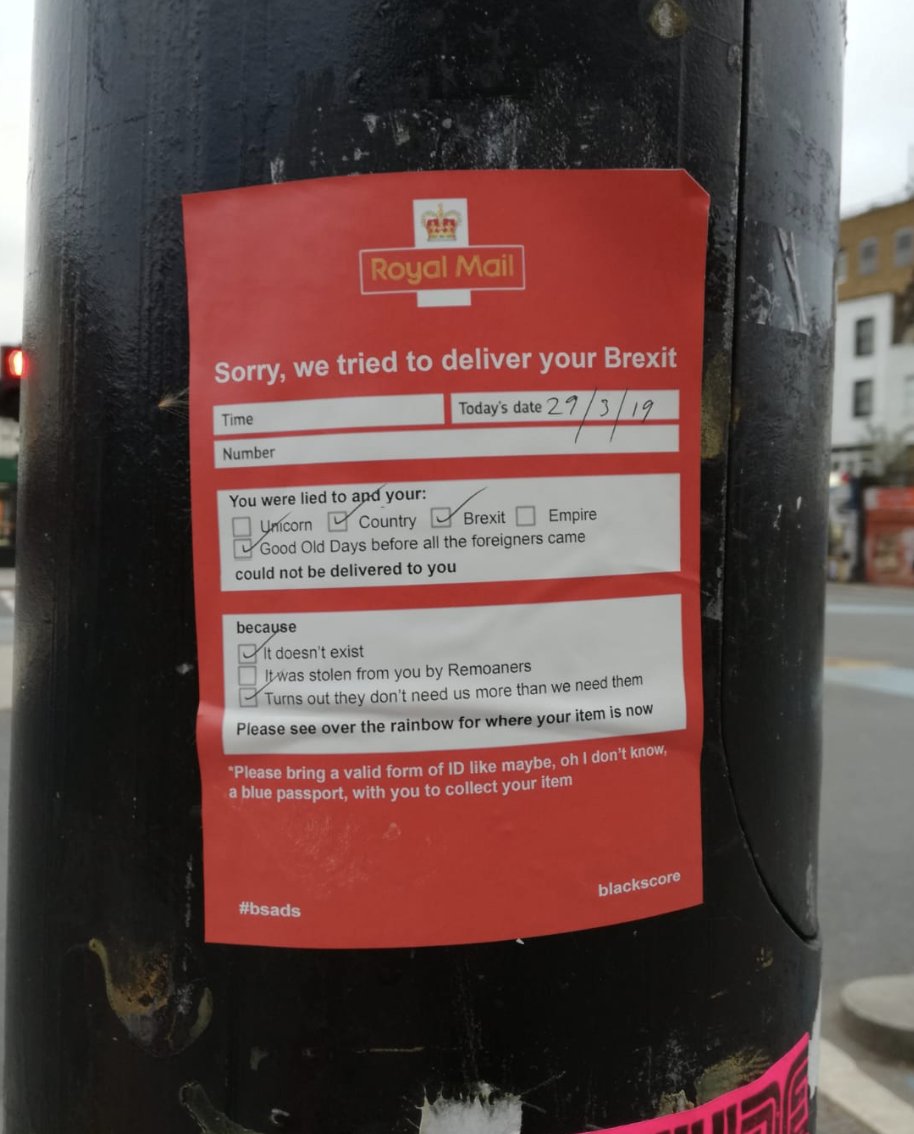 Royal Mail
Sorry, we tried to deliver your Brexit
Time
Today's date 29/3/19
Number
You were lied to and your:
Unicorn Country Brexit Empire
Good Old Days before all the foreigners came
could not be delivered to you
because
It doesn't exist
It was stolen from you by Remoaners
Turns out they don't need us more than we need them
Please see over the rainbow for where your item is now
*Please bring a valid form of ID like maybe, oh I don't know,
a blue passport, with you to collect your item
#bsads
blackscore